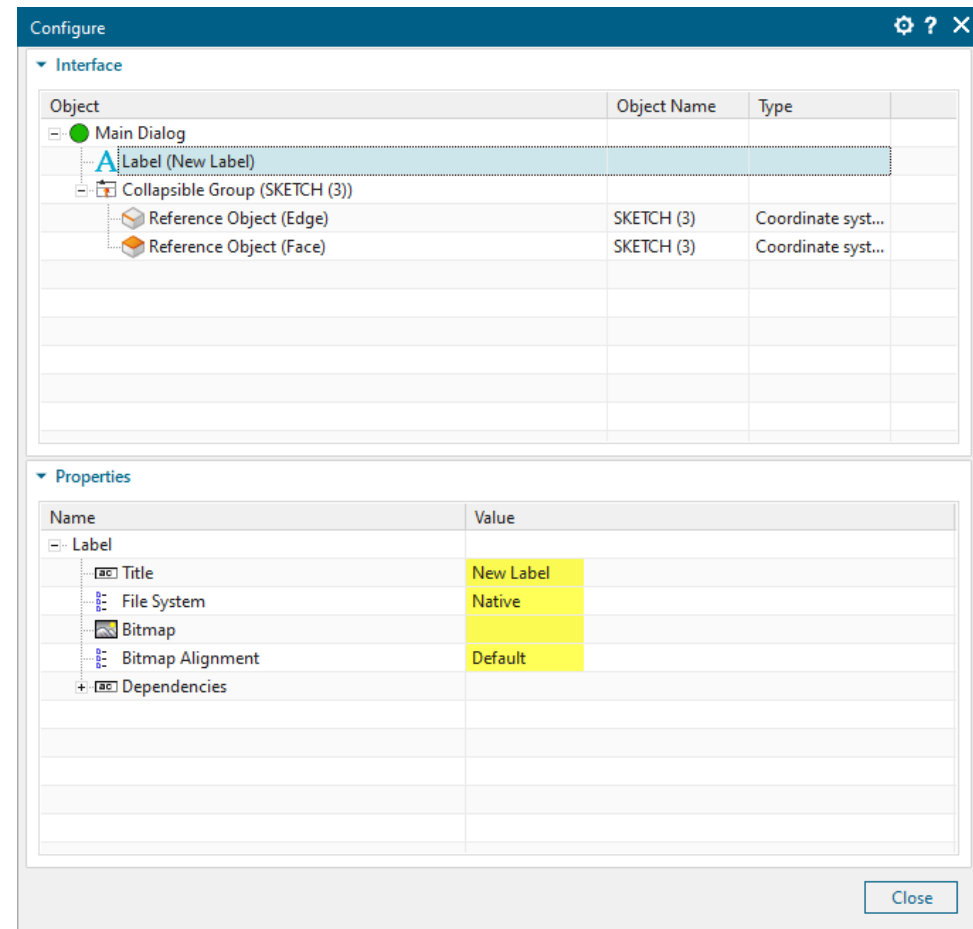 Configure ?
Interface
Object Object Name Type
Main Dialog
A Label (New Label)
Collapsible Group (SKETCH (3))
Reference Object (Edge) SKETCH (3) Coordinate syst...
Reference Object (Face) SKETCH (3) Coordinate syst...
Properties
Name Value
Label
Title New Label
File System Native
Bitmap
Bitmap Alignment Default
Dependencies
Close